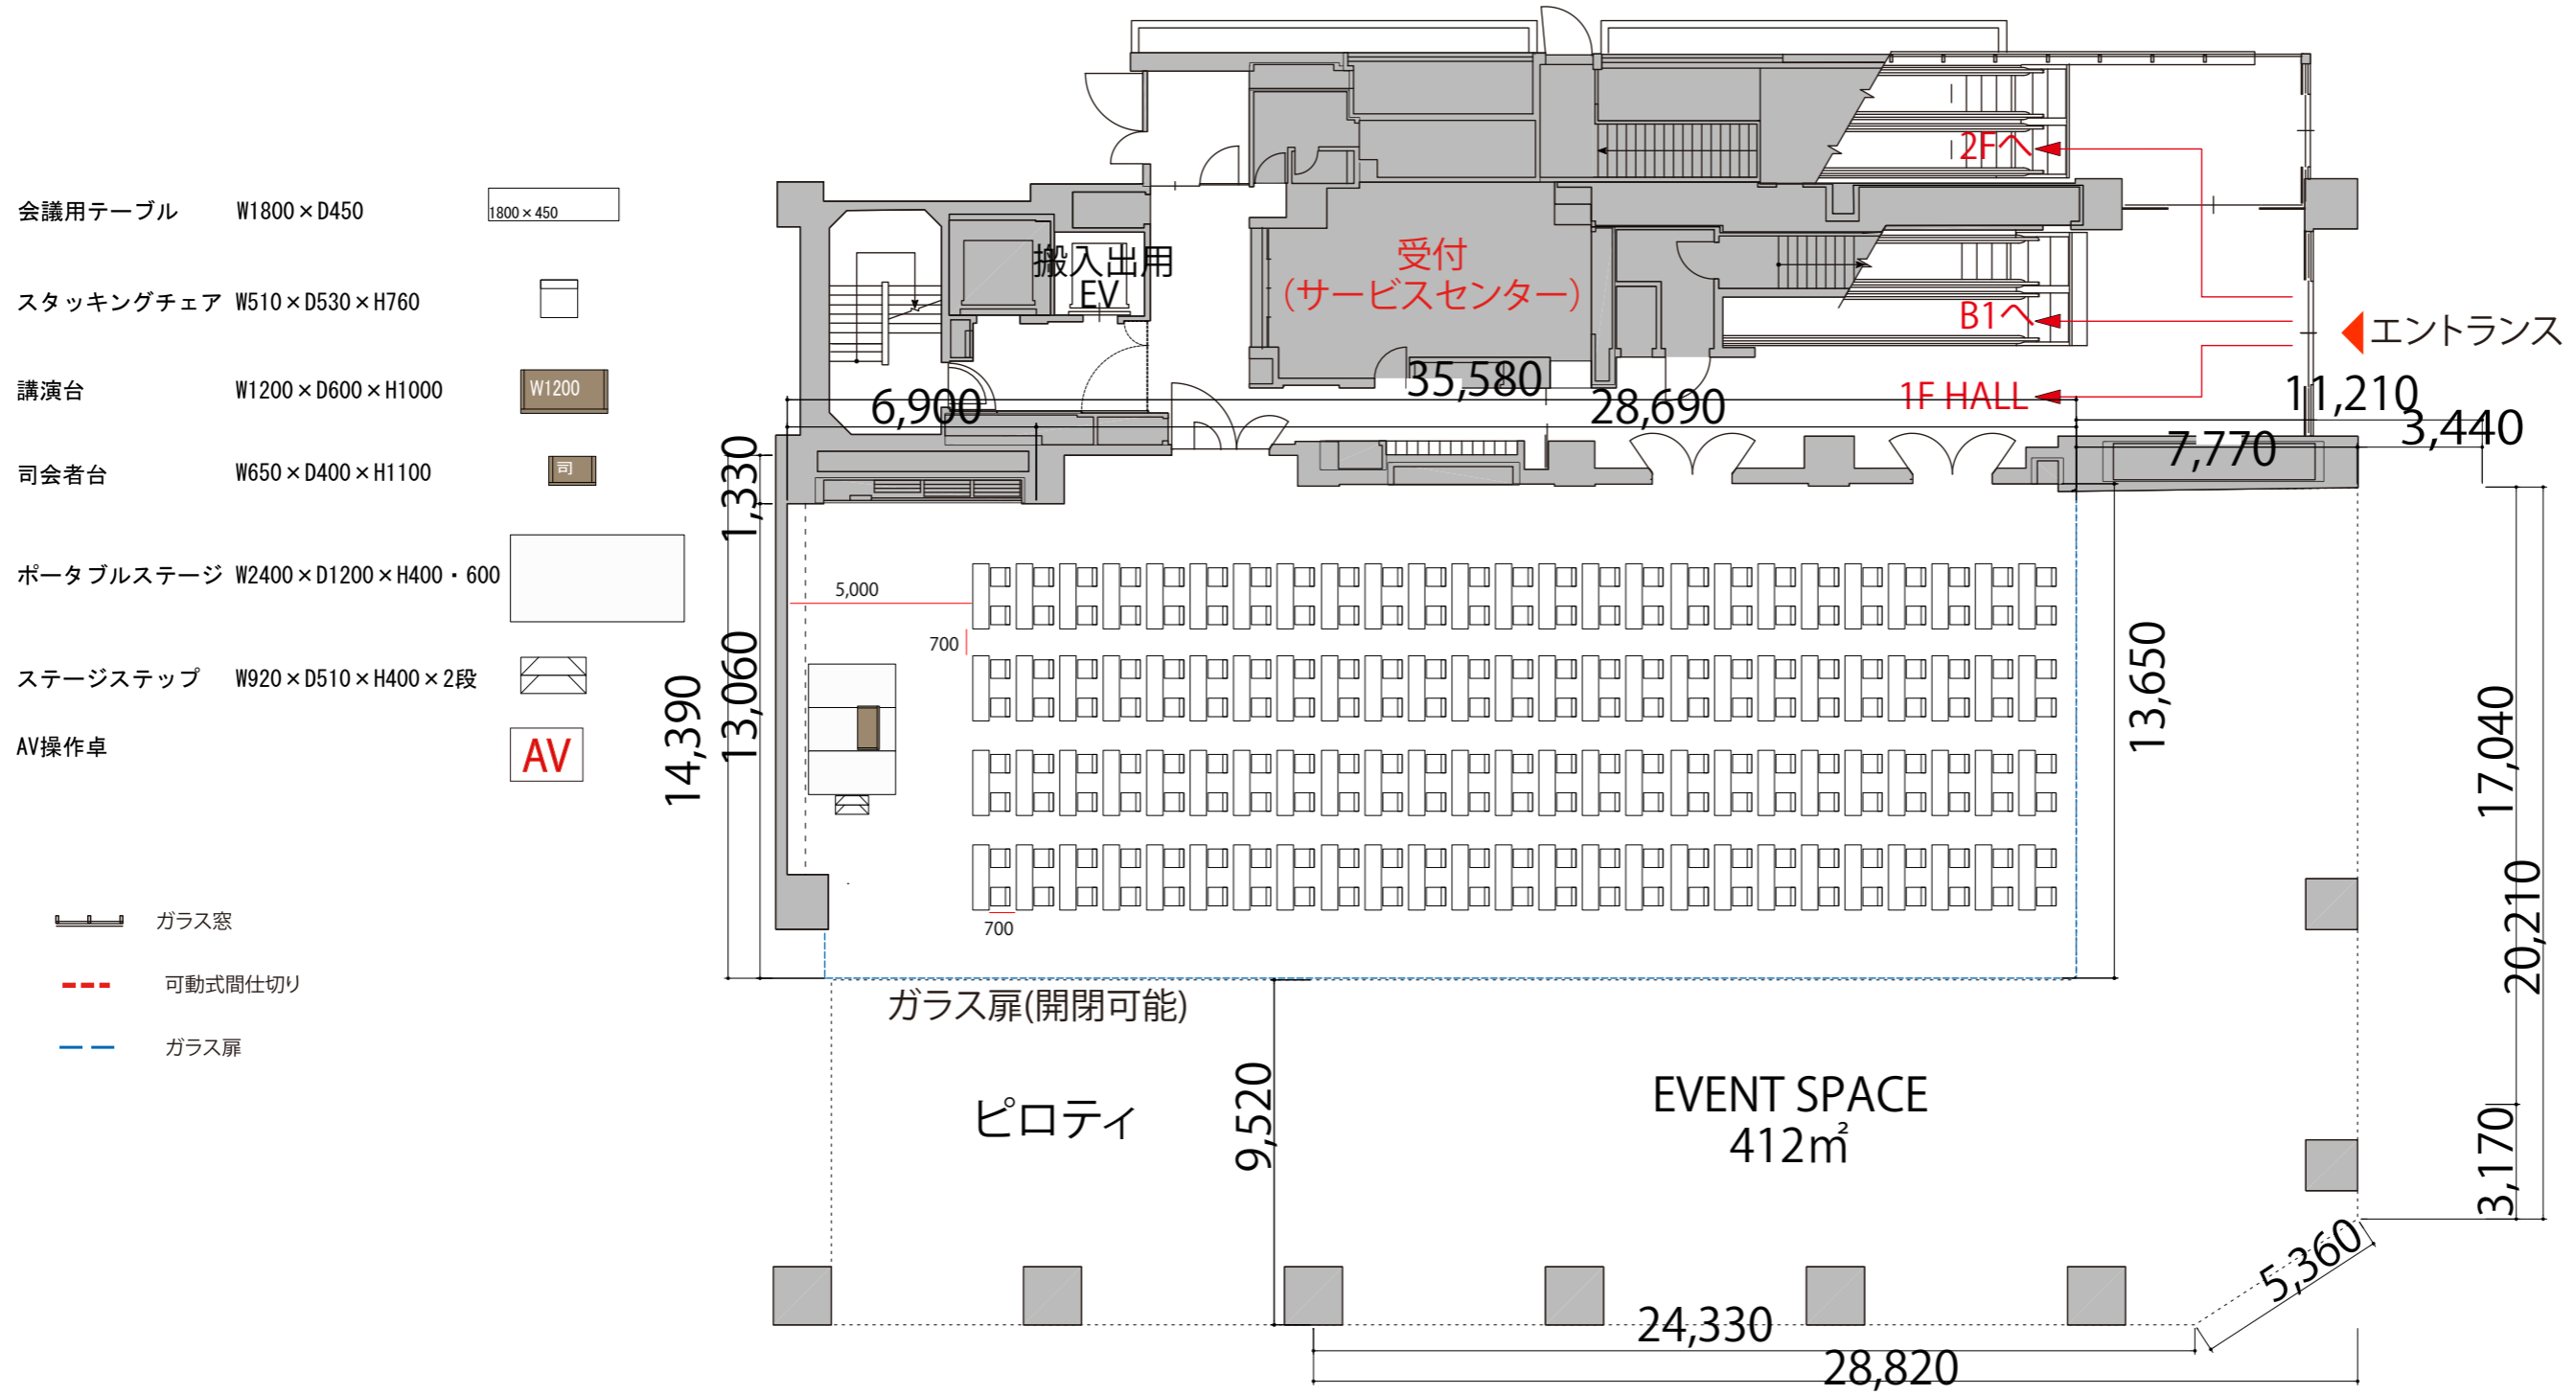 会議用テーブル W1800×D450
1800×450
スタッキングチェア W510×D530×H760
講演台 W1200×D600×H1000
W1200
司会者台 W650×D400×H1100
司
ポータブルステージ W2400×D1200×H400・600
ステージステップ W920×D510×H400×2段
AV操作卓
AV
ガラス窓
可動式間仕切り
ガラス扉
2Fへ
搬入出用
EV
受付
（サービスセンター）
B1へ
エントランス
1F HALL
35,580
6,900
28,690
11,210
3,440
7,770
1,330
13,060
14,390
5,000
700
700
13,650
17,040
20,210
3,170
ガラス扉(開閉可能)
ピロティ
9,520
EVENT SPACE
412㎡
5,360
24,330
28,820